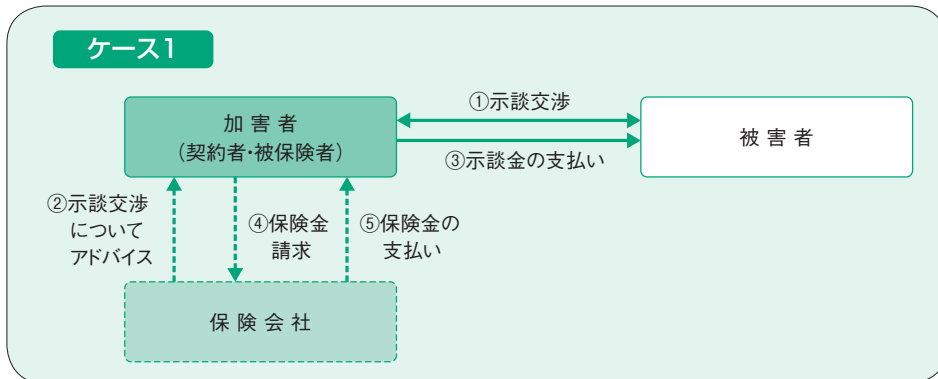 ケース1
①示談交渉
加害者
(契約者・被保険者)
被害者
③示談金の支払い
②示談交渉
について
アドバイス
④保険金
請求
⑤保険金の
支払い
保険会社